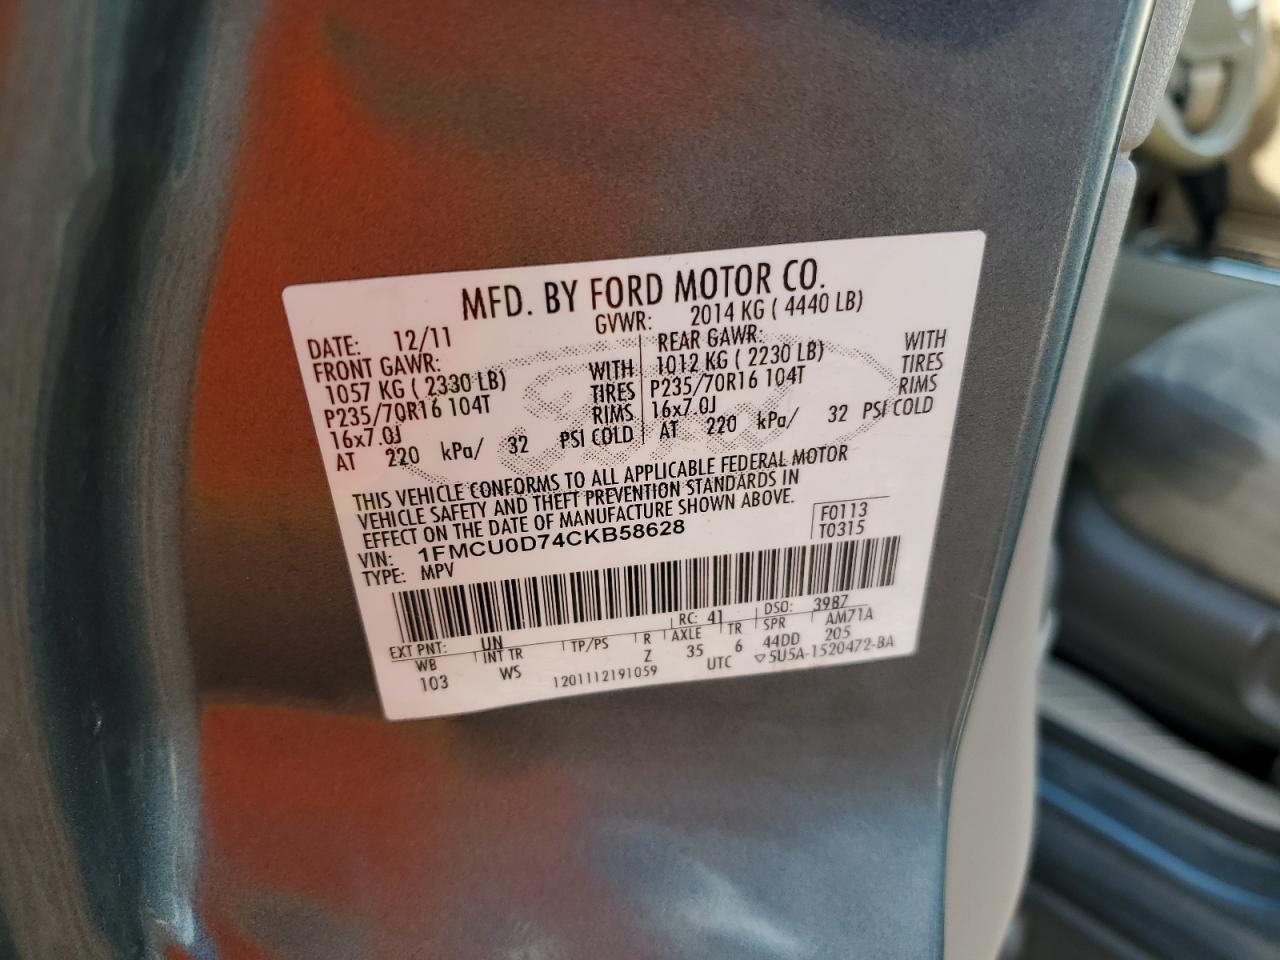 MFD. BY FORD MOTOR CO.
DATE: 12/11 GVWR: 2014 KG ( 4440 LB)
FRONT GAWR: REAR GAWR:
1057 KG ( 2330 LB) WITH 1012 KG ( 2230 LB) WITH
P235/70R16 104T TIRES P235/70R16 104T TIRES
16x7.0J RIMS 16x7.0J RIMS
AT 220 kPa/ 32 PSI COLD AT 220 kPa/ 32 PSI COLD
THIS VEHICLE CONFORMS TO ALL APPLICABLE FEDERAL MOTOR
VEHICLE SAFETY AND THEFT PREVENTION STANDARDS IN
EFFECT ON THE DATE OF MANUFACTURE SHOWN ABOVE.
VIN: 1FMCU0D74CKB58628 F0113
TYPE: MPV T0315
EXT PNT: UN RC: 41 DSO: 3987
WB INT TR TP/PS R AXLE TR SPR AM71A
103 WS Z 35 6 44DD 205
1201112191059 UTC ▽5U5A-1520472-BA